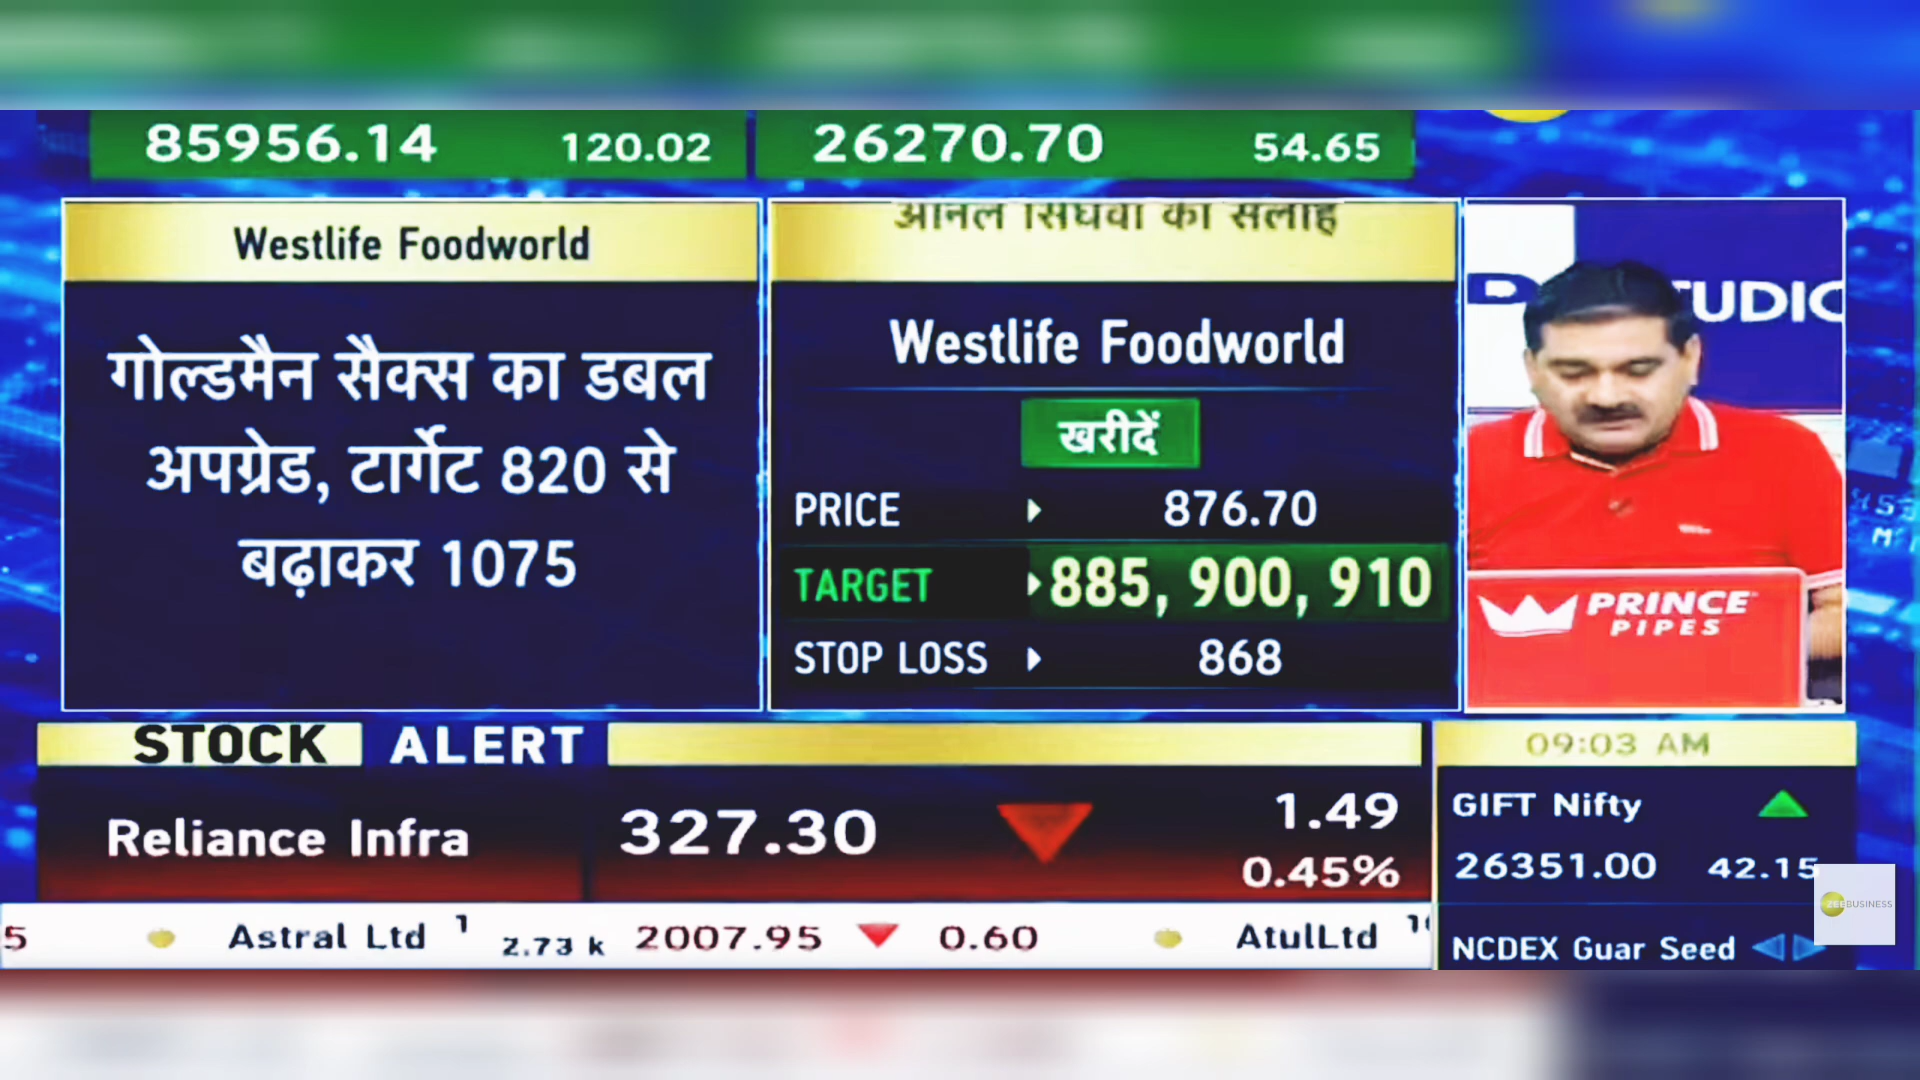 85956.14 120.02 26270.70 54.65
Westlife Foodworld
गोल्डमैन सैक्स का डबल
अपग्रेड, टार्गेट 820 से
बढ़ाकर 1075
अनिल सिंघवी की सलाह
Westlife Foodworld
खरीदें
PRICE 876.70
TARGET 885, 900, 910
STOP LOSS 868
TUDIO
PRINCE
PIPES
STOCK ALERT
Reliance Infra 327.30 1.49
0.45%
09:03 AM
GIFT Nifty
26351.00 42.15
NCDEX Guar Seed
ZEEBUSINESS
5 Astral Ltd 2.73 k 2007.95 0.60 AtulLtd